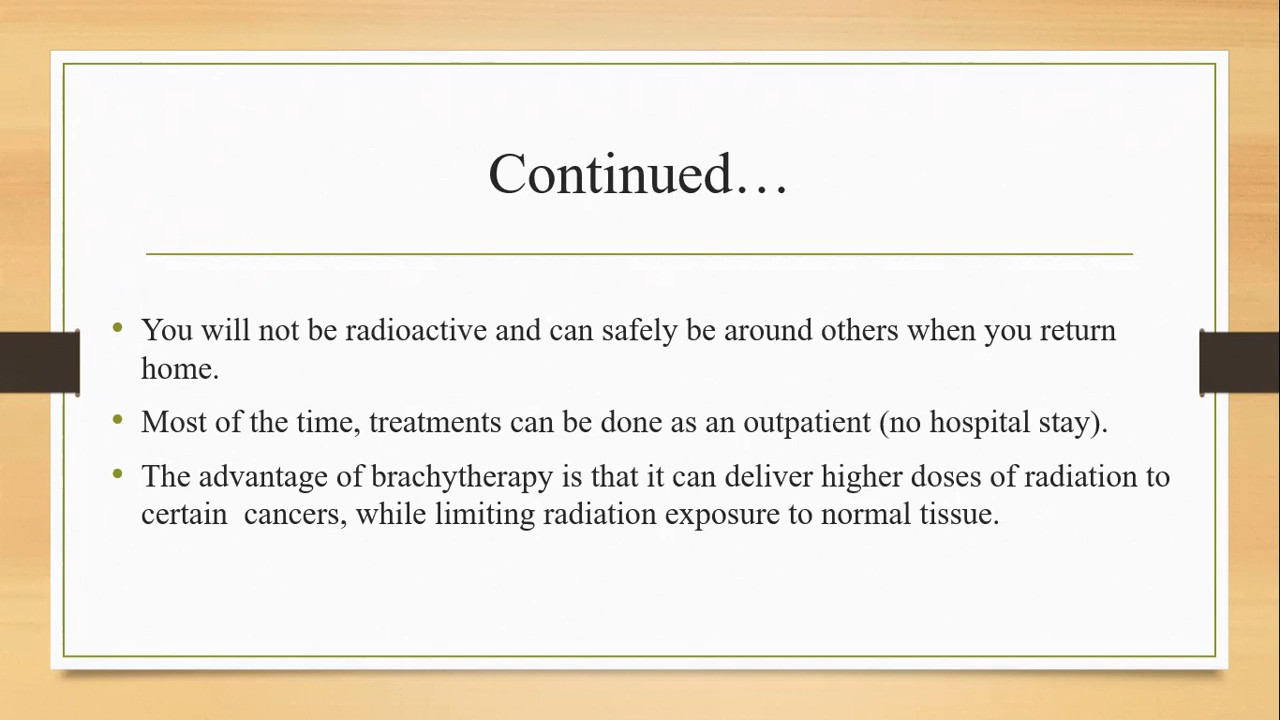 Continued…
• You will not be radioactive and can safely be around others when you return
home.
• Most of the time, treatments can be done as an outpatient (no hospital stay).
• The advantage of brachytherapy is that it can deliver higher doses of radiation to
certain  cancers, while limiting radiation exposure to normal tissue.